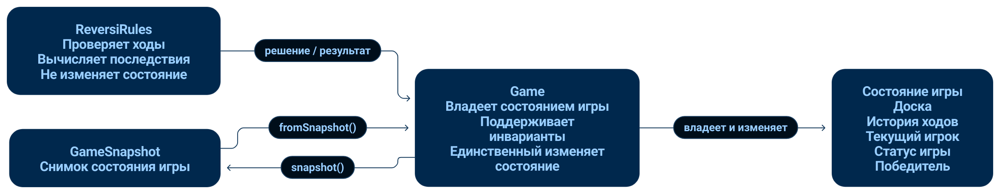 ReversiRules
Проверяет ходы
Вычисляет последствия
Не изменяет состояние
решение / результат
GameSnapshot
Снимок состояния игры
fromSnapshot()
snapshot()
Game
Владеет состоянием игры
Поддерживает
инварианты
Единственный изменяет
состояние
владеет и изменяет
Состояние игры
Доска
История ходов
Текущий игрок
Статус игры
Победитель